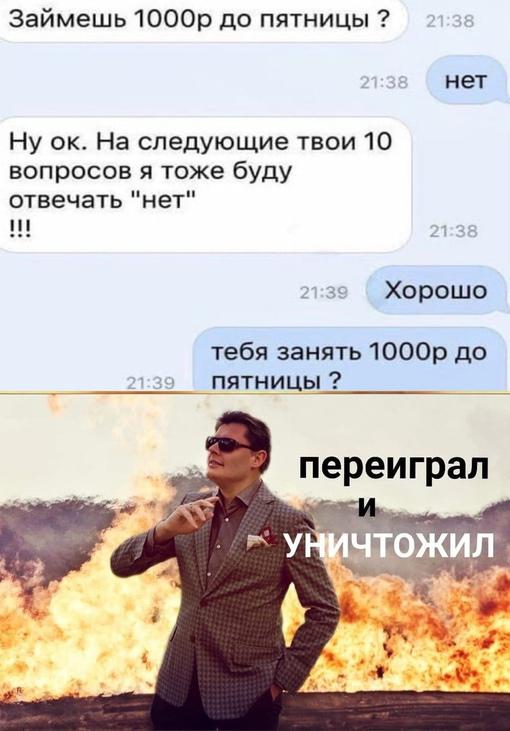 Займешь 1000р до пятницы ?
21:38
21:38
нет
Ну ок. На следующие твои 10
вопросов я тоже буду
отвечать "нет"
!!!
21:38
21:39
Хорошо
тебя занять 1000р до
21:39
пятницы ?
переиграл
и
уничтожил